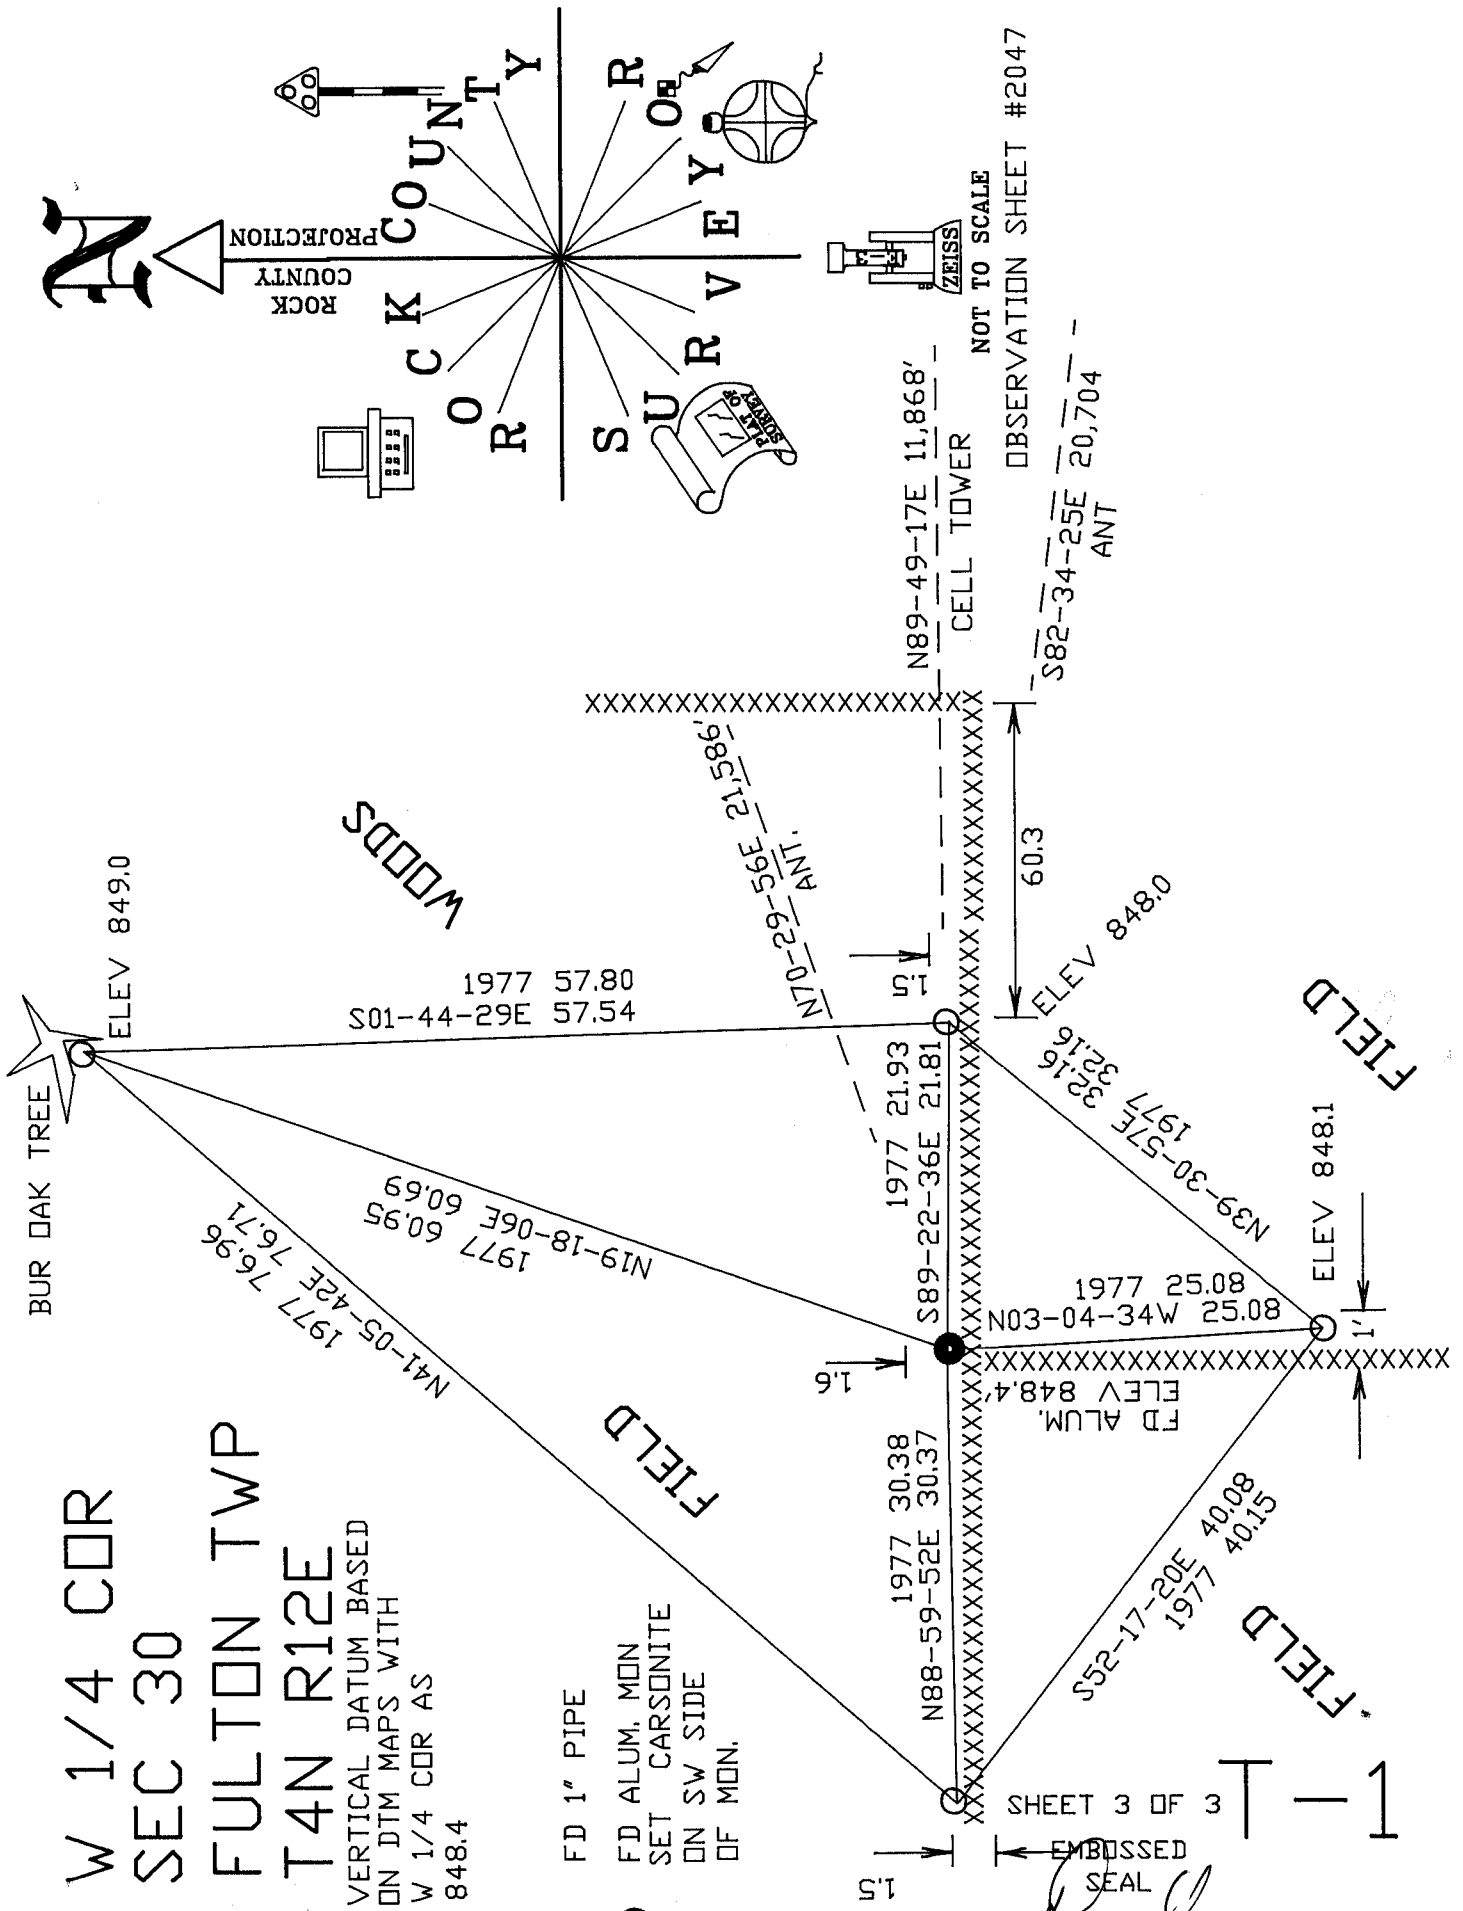 W 1/4 COR
SEC 30
FULTON TWP
T4N R12E
VERTICAL DATUM BASED
ON DTM MAPS WITH
W 1/4 COR AS
848.4
FD 1" PIPE
FD ALUM. MON
SET CARSONITE
ON SW SIDE
OF MON.
BUR OAK TREE
ELEV 849.0
1977 76.96
N41-05-42E 76.71
1977 60.95
N19-18-06E 60.69
1977 57.80
S01-44-29E 57.54
WOODS
FIELD
N
ROCK
COUNTY
PROJECTION
ROCK COUNTY
SURVEYOR
PLAT OF
SURVEY
ZEISS
NOT TO SCALE
OBSERVATION SHEET #2047
N70-29-56E 21,586'
ANT.
N89-49-17E 11,868'
CELL TOWER
S82-34-25E 20,704
ANT
1.5
1.6
1.5
1977 30.38
N88-59-52E 30.37
1977 21.93
S89-22-36E 21.81
60.3
FD ALUM.
ELEV 848.4'
1977 25.08
N03-04-34W 25.08
32.16
N39-30-57E
1977 32.16
ELEV 848.0
ELEV 848.1
1'
S52-17-20E 40.08
1977 40.15
FIELD
FIELD
SHEET 3 OF 3
T-1
EMBOSSED
SEAL